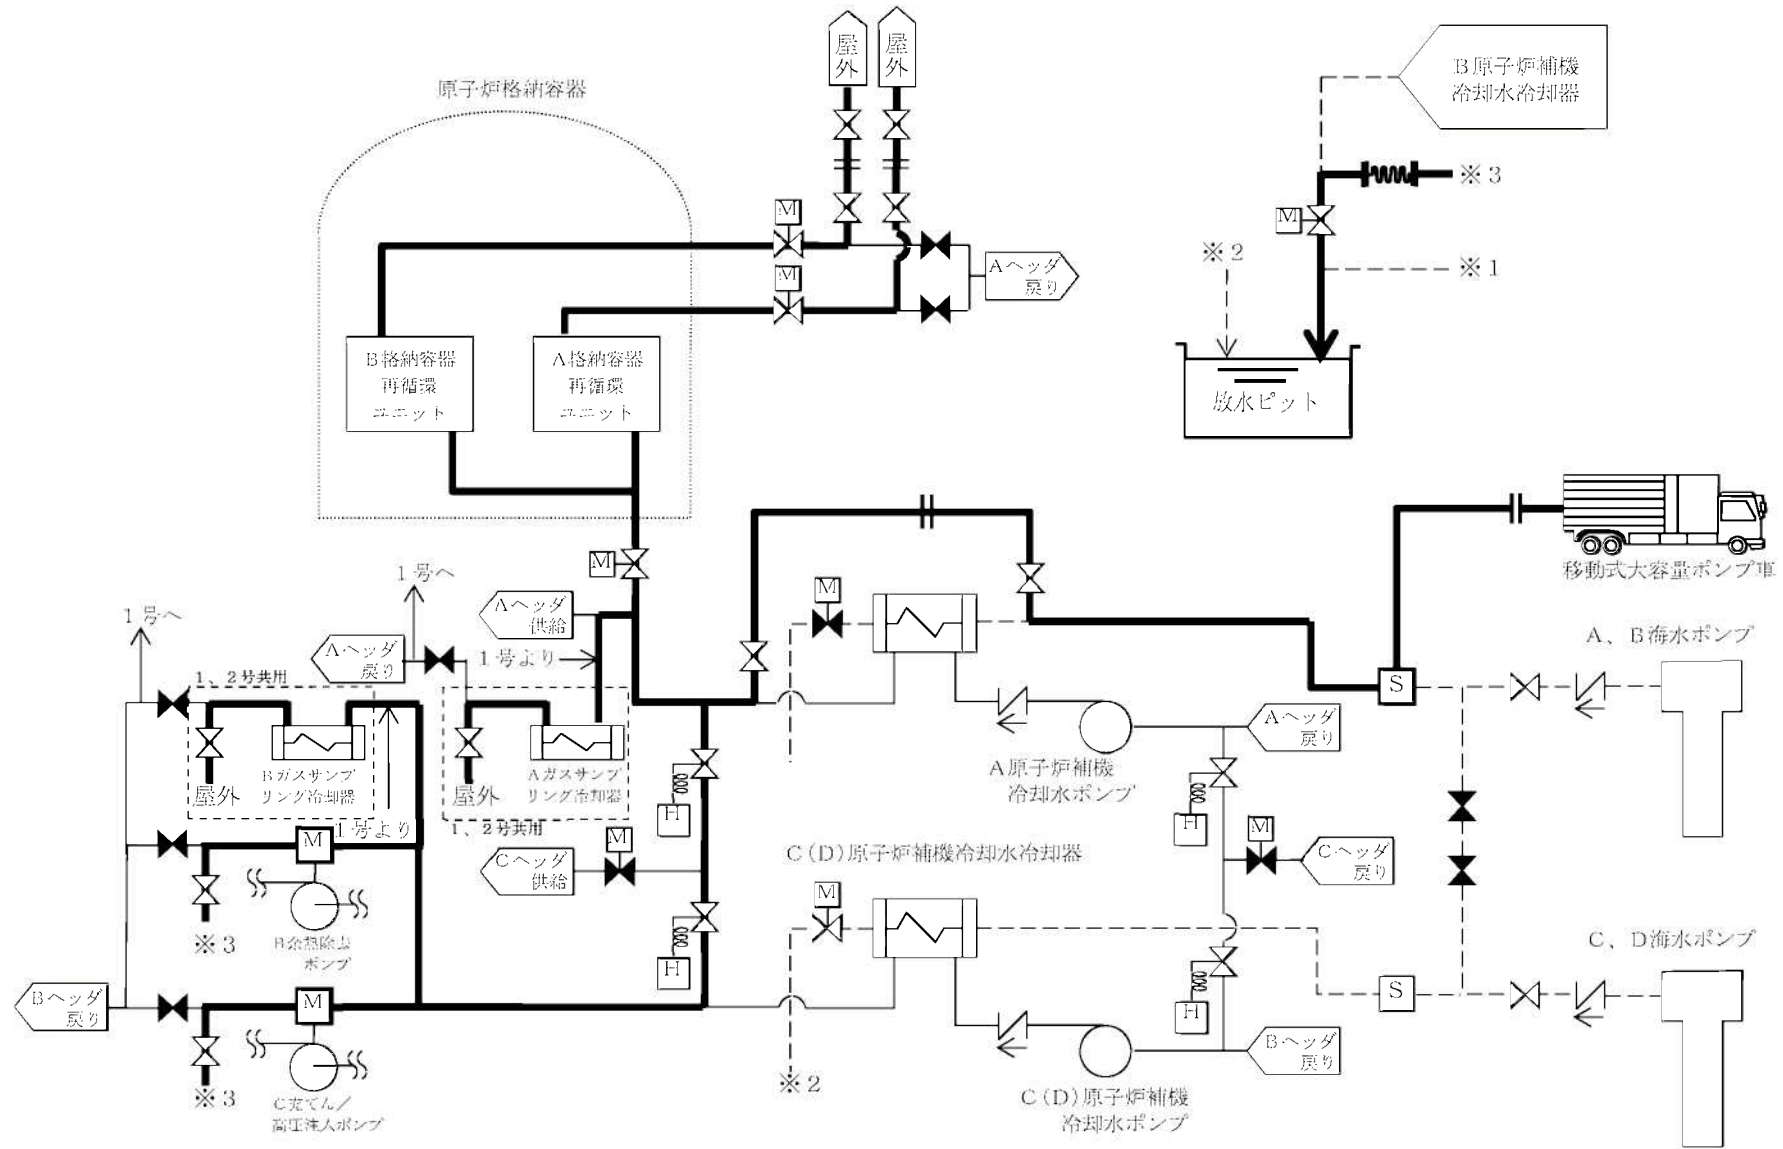 屋
外
屋
外
B原子炉補機
冷却水冷却器
原子炉格納容器
※3
M
M
※2
M
※1
Aヘッダ
戻り
B格納容器
再循環
ユニット
A格納容器
再循環
ユニット
放水ピット
移動式大容量ポンプ車
M
1号へ
1号へ
Aヘッダ
供給
M
A、B海水ポンプ
Aヘッダ
戻り
1号より
1、2号共用
S
Aヘッダ
戻り
Bガスサンプ
リング冷却器
屋外
Aガスサンプ
リング冷却器
屋外
A原子炉補機
冷却水ポンプ
1号より
1、2号共用
H
H
M
M
M
C(D)原子炉補機冷却水冷却器
Cヘッダ
供給
Cヘッダ
戻り
M
※3
B余熱除去
ポンプ
C、D海水ポンプ
H
H
S
Bヘッダ
戻り
M
Bヘッダ
戻り
※3
※2
C充てん/
高圧注入ポンプ
C(D)原子炉補機
冷却水ポンプ